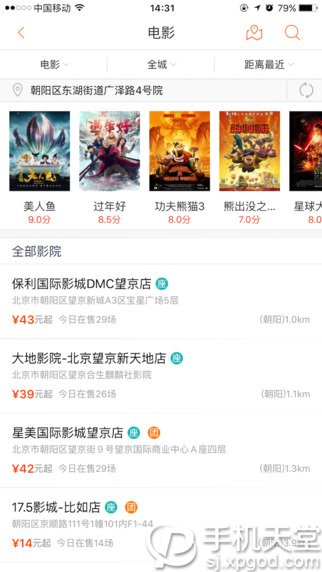 中国移动
14:31
79%
电影
电影
全城
距离最近
朝阳区东湖街道广泽路4号院
美人鱼
过年好
功夫熊猫3
熊出没之...
星球大
9.0分
8.5分
8.0分
7.0分
8.0
全部影院
保利国际影城DMC望京店 座
北京市朝阳区望京新城A3区宝星广场5层
¥43元起 今日在售29场
(朝阳)1.0km
大地影院-北京望京新天地店 座
北京市朝阳区望京合生麒麟社影院
¥42元起 今日在售26场
(朝阳)1.1km
星美国际影城望京店 座 团
北京市朝阳区望京街9号望京国际商业中心A座四层
¥42元起 今日在售29场
(朝阳)1.3km
17.5影城-比如店 座 团
朝阳区京顺路111号1幢101内F1-44
¥14元起 今日在售14场
(朝阳)3.9km
手机天堂
sj.xpgod.com